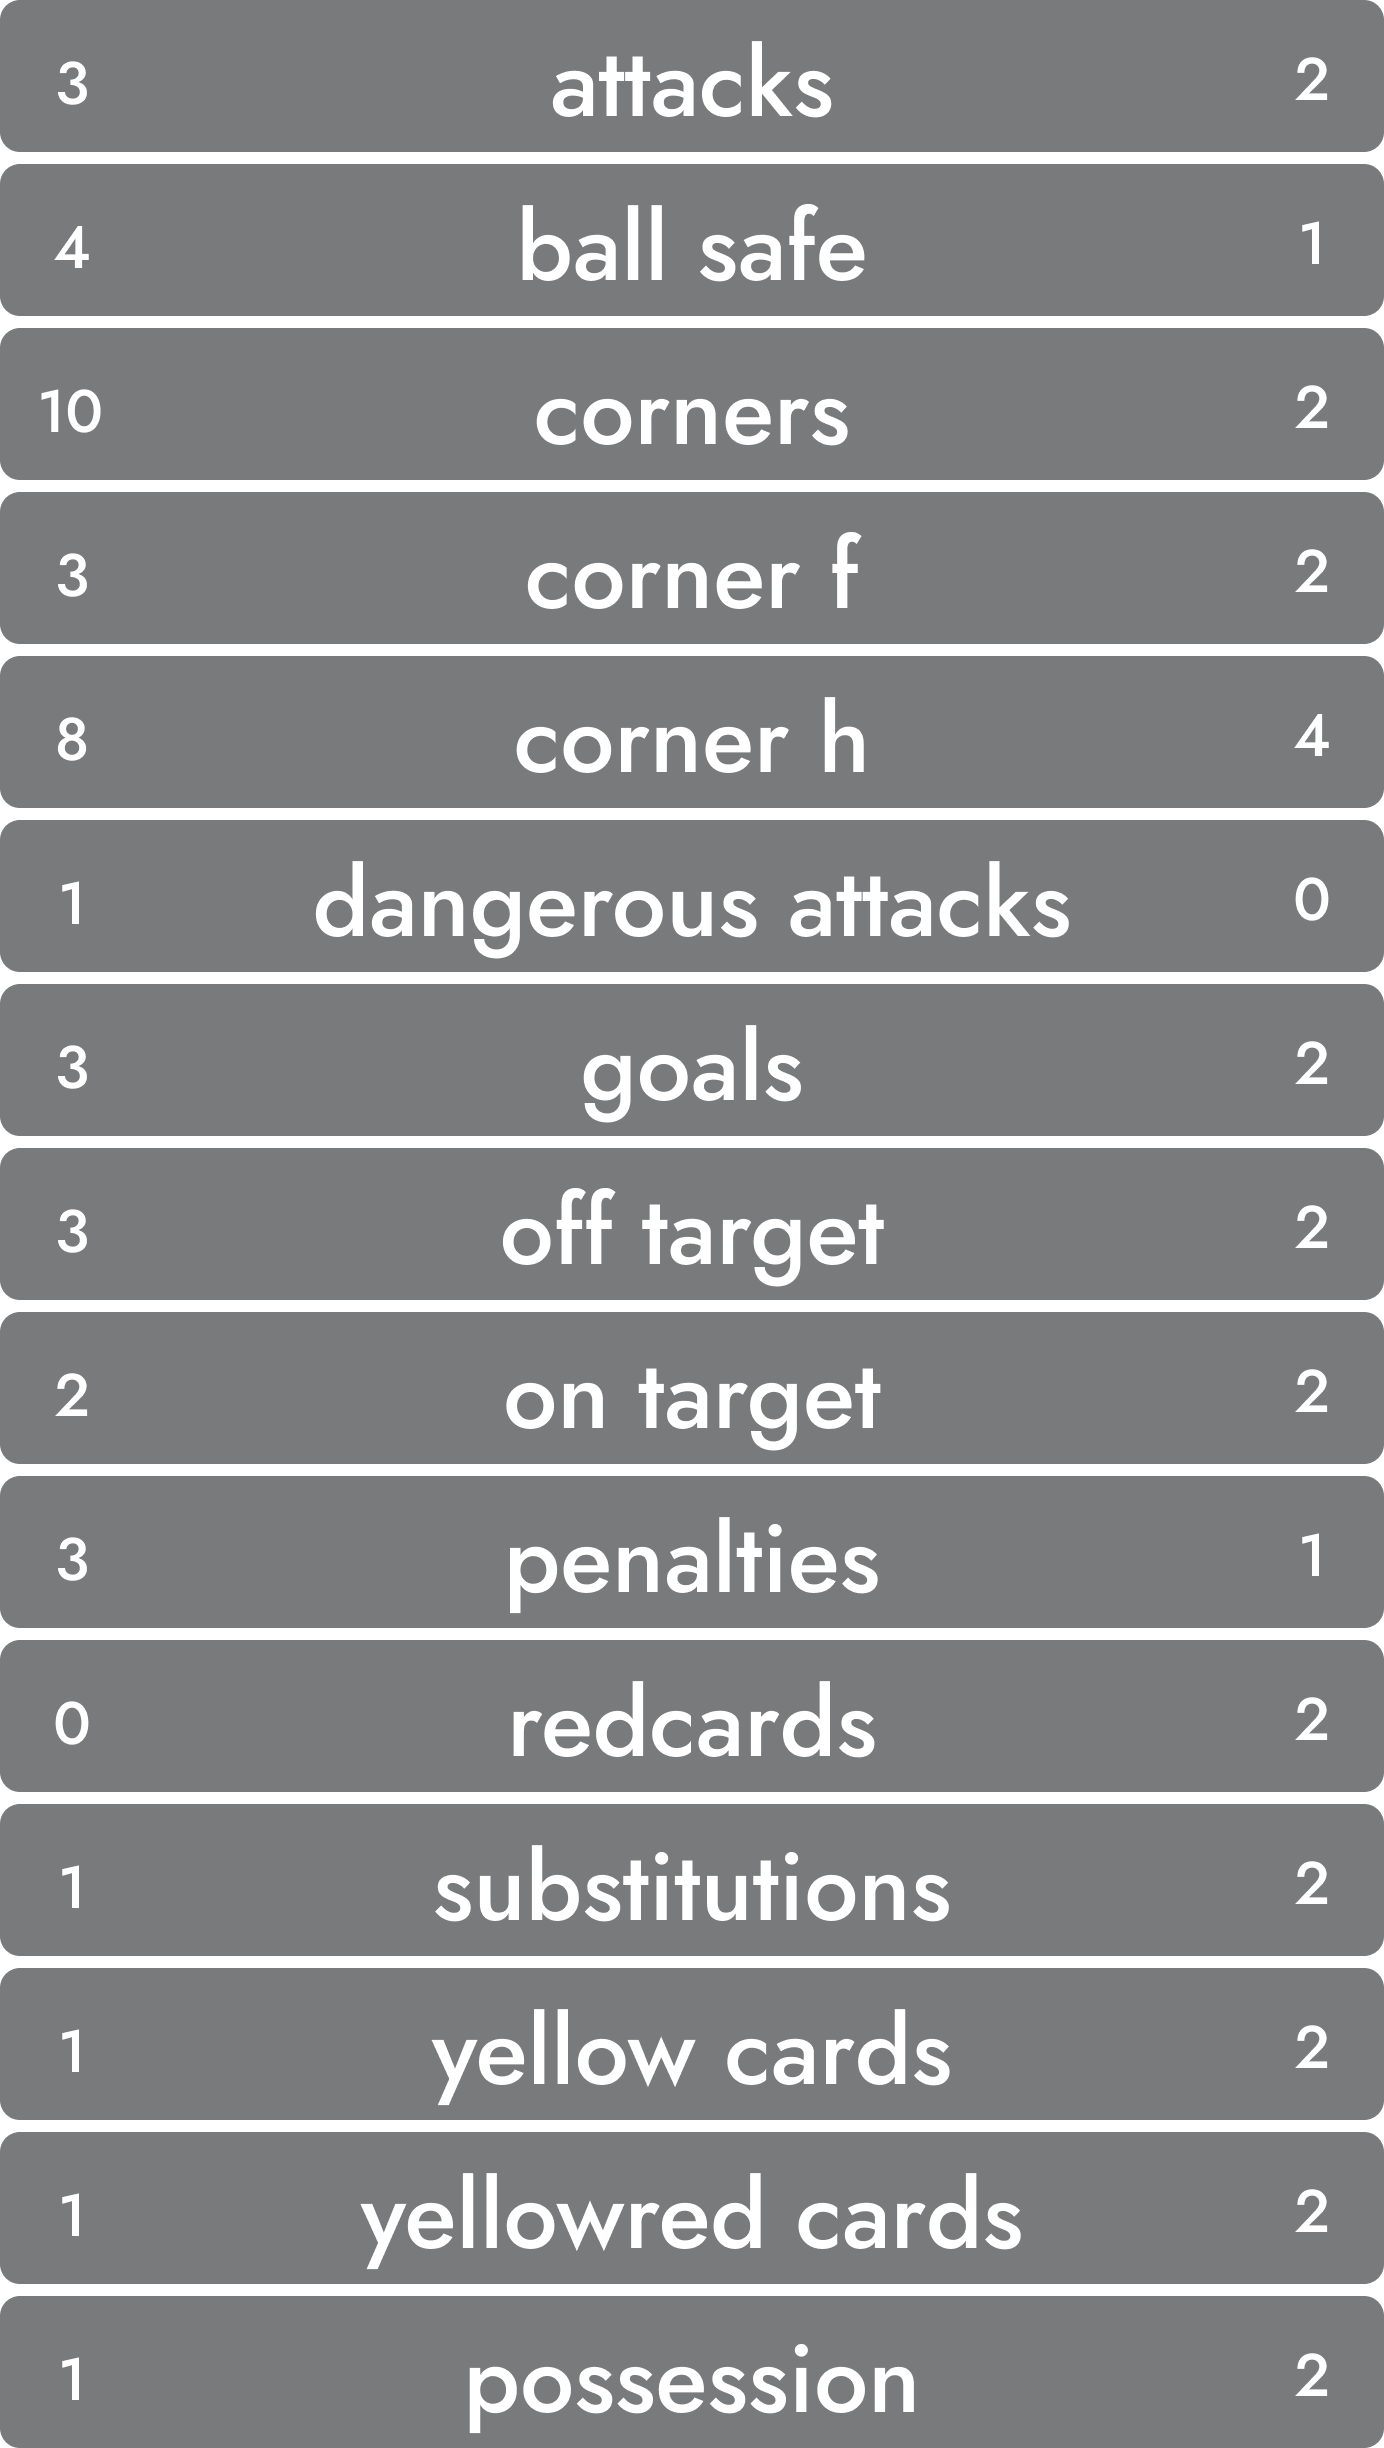 3 attacks 2
4 ball safe 1
10 corners 2
3 corner f 2
8 corner h 4
1 dangerous attacks 0
3 goals 2
3 off target 2
2 on target 2
3 penalties 1
0 redcards 2
1 substitutions 2
1 yellow cards 2
1 yellowred cards 2
1 possession 2